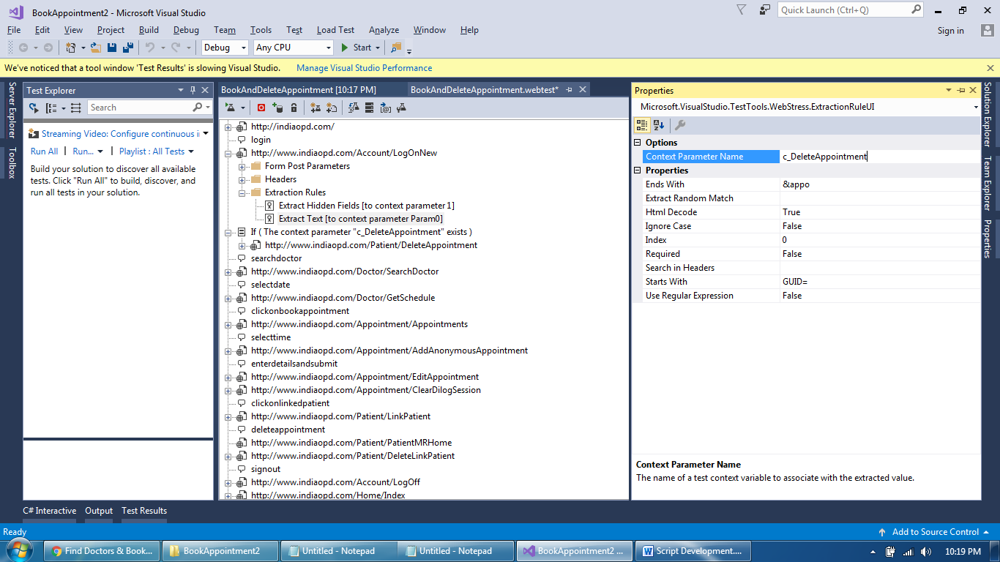 BookAppointment2 - Microsoft Visual Studio
Quick Launch (Ctrl+Q)
File Edit View Project Build Debug Team Tools Test Load Test Analyze Window Help
Sign in
Debug Any CPU Start
We've noticed that a tool window 'Test Results' is slowing Visual Studio. Manage Visual Studio Performance
Server Explorer
Toolbox
Test Explorer
Search
Streaming Video: Configure continuous i
Run All | Run... | Playlist : All Tests
Build your solution to discover all available
tests. Click "Run All" to build, discover, and
run all tests in your solution.
BookAndDeleteAppointment [10:17 PM] BookAndDeleteAppointment.webtest*
http://indiaopd.com/
login
http://www.indiaopd.com/Account/LogOnNew
Form Post Parameters
Headers
Extraction Rules
Extract Hidden Fields [to context parameter 1]
Extract Text [to context parameter Param0]
If ( The context parameter "c_DeleteAppointment" exists )
http://www.indiaopd.com/Patient/DeleteAppointment
searchdoctor
http://www.indiaopd.com/Doctor/SearchDoctor
selectdate
http://www.indiaopd.com/Doctor/GetSchedule
clickonbookappointment
http://www.indiaopd.com/Appointment/Appointments
selecttime
http://www.indiaopd.com/Appointment/AddAnonymousAppointment
enterdetailsandsubmit
http://www.indiaopd.com/Appointment/EditAppointment
http://www.indiaopd.com/Appointment/ClearDilogSession
clickonlinkedpatient
http://www.indiaopd.com/Patient/LinkPatient
deleteappointment
http://www.indiaopd.com/Patient/PatientMRHome
http://www.indiaopd.com/Patient/DeleteLinkPatient
signout
http://www.indiaopd.com/Account/LogOff
http://www.indiaopd.com/Home/Index
Properties
Microsoft.VisualStudio.TestTools.WebStress.ExtractionRuleUI
Options
Context Parameter Name c_DeleteAppointment
Properties
Ends With &appo
Extract Random Match
Html Decode True
Ignore Case False
Index 0
Required False
Search in Headers
Starts With GUID=
Use Regular Expression False
Context Parameter Name
The name of a test context variable to associate with the extracted value.
Solution Explorer
Team Explorer
Properties
C# Interactive Output Test Results
Ready
Add to Source Control
Find Doctors & Book... BookAppointment2 Untitled - Notepad Untitled - Notepad BookAppointment2 ... Script Development.... 10:19 PM